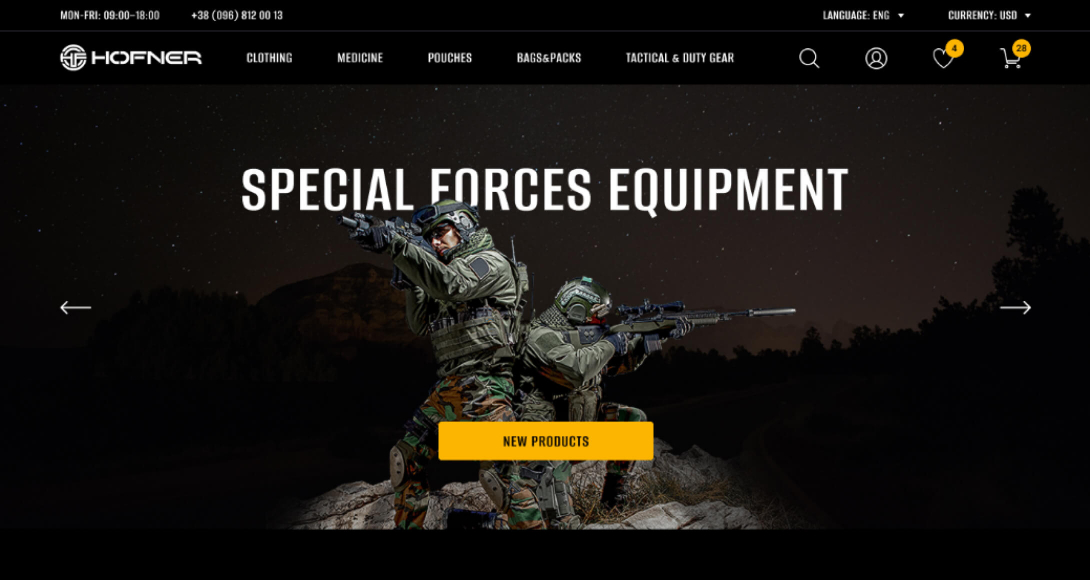 MON-FRI: 09:00–18:00 +38 (096) 812 00 13 LANGUAGE: ENG CURRENCY: USD
HOFNER CLOTHING MEDICINE POUCHES BAGS&PACKS TACTICAL & DUTY GEAR 4 28
SPECIAL FORCES EQUIPMENT
NEW PRODUCTS